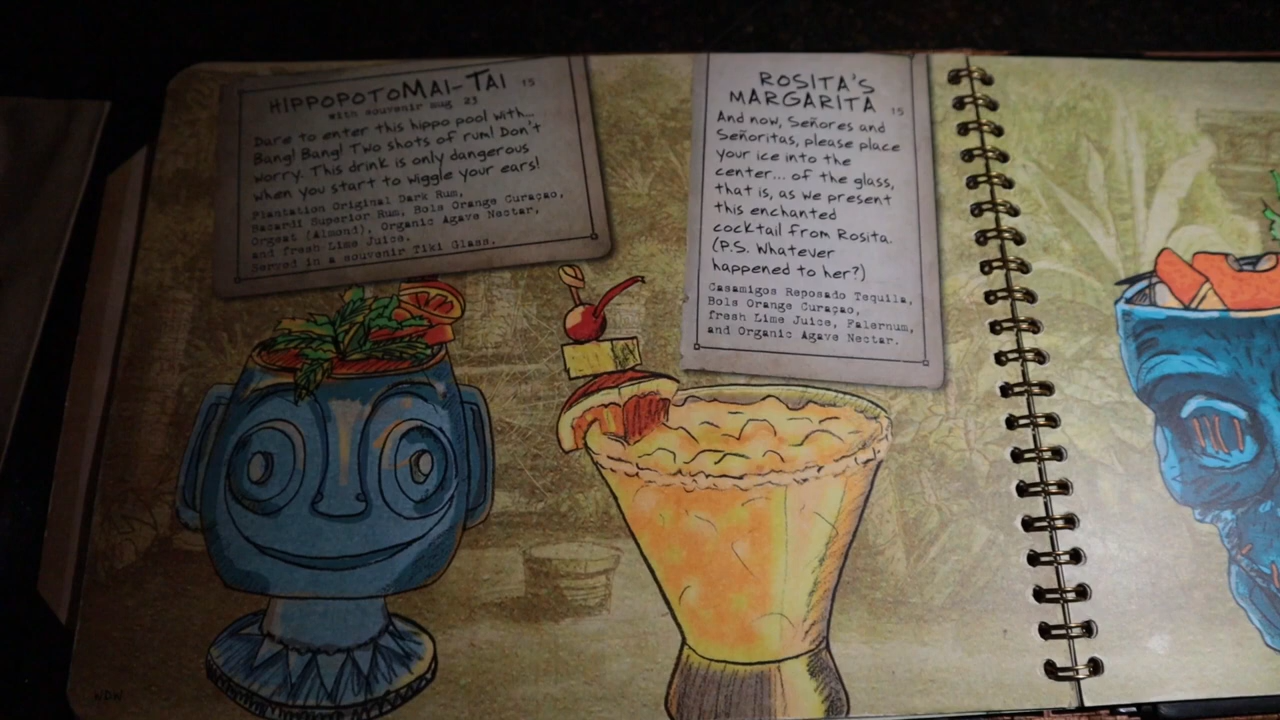 HIPPOPOTOMAI-TAI 15
with souvenir mug 23
Dare to enter this hippo pool with...
Bang! Bang! Two shots of rum! Don't
worry. This drink is only dangerous
when you start to wiggle your ears!
Plantation Original Dark Rum,
Bacardi Superior Rum, Bols Orange Curaçao,
Orgeat (Almond), Organic Agave Nectar,
and fresh Lime Juice.
Served in a souvenir Tiki Glass.
ROSITA'S
MARGARITA 15
And now, Señores and
Señoritas, please place
your ice into the
center... of the glass,
that is, as we present
this enchanted
cocktail from Rosita.
(P.S. Whatever
happened to her?)
Casamigos Reposado Tequila,
Bols Orange Curaçao,
fresh Lime Juice, Falernum,
and Organic Agave Nectar.
WDW